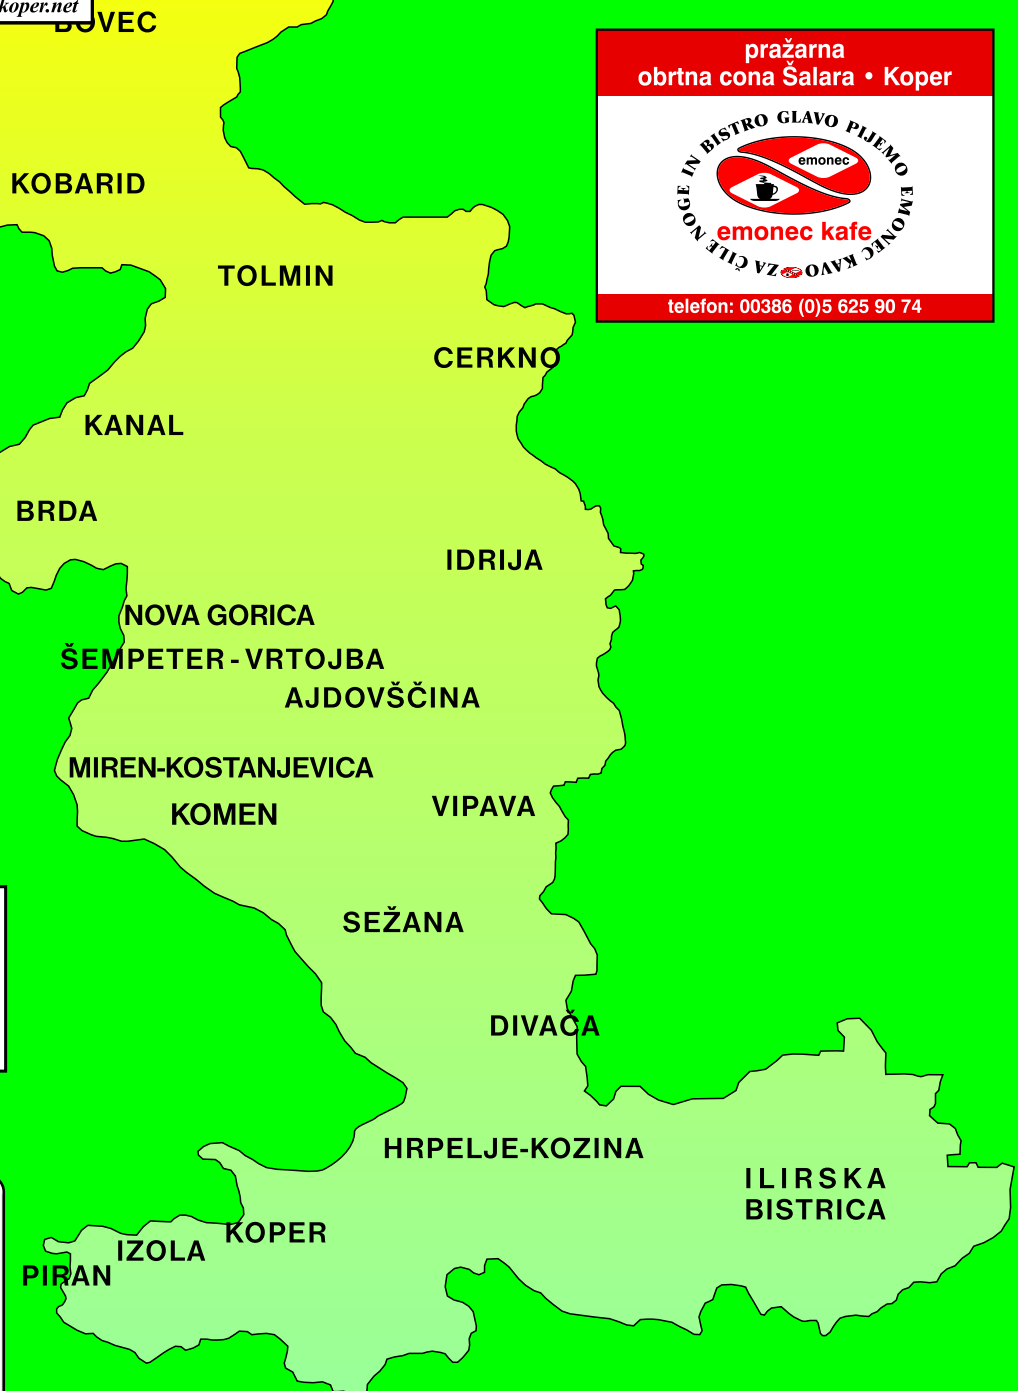 koper.net
BOVEC
pražarna
obrtna cona Šalara • Koper
ZA ČILE NOGE IN BISTRO GLAVO PIJEMO EMONEC KAVO
emonec
emonec kafe
telefon: 00386 (0)5 625 90 74
KOBARID
TOLMIN
CERKNO
KANAL
BRDA
IDRIJA
NOVA GORICA
ŠEMPETER - VRTOJBA
AJDOVŠČINA
MIREN-KOSTANJEVICA
VIPAVA
KOMEN
SEŽANA
DIVAČA
HRPELJE-KOZINA
ILIRSKA
BISTRICA
KOPER
IZOLA
PIRAN